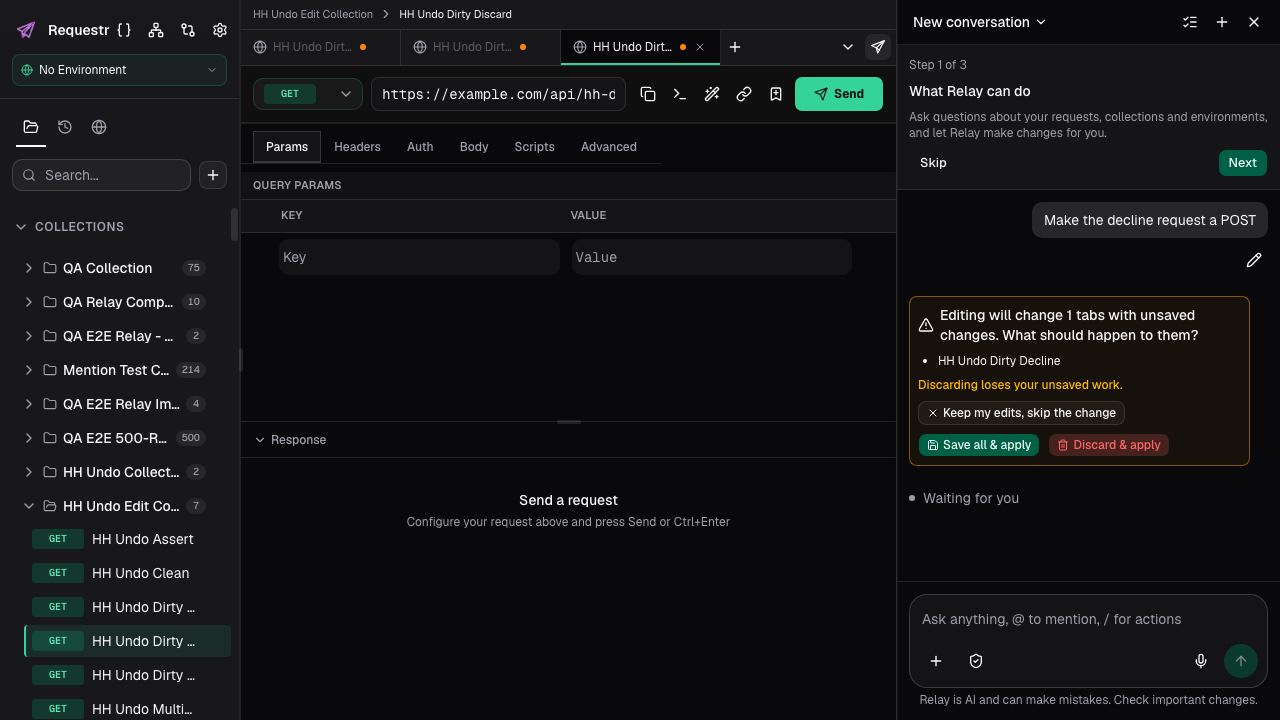 Requestr
No Environment
Search...
COLLECTIONS
QA Collection 75
QA Relay Comp... 10
QA E2E Relay - ... 2
Mention Test C... 214
QA E2E Relay Im... 4
QA E2E 500-R... 500
HH Undo Collect... 2
HH Undo Edit Co... 7
GET HH Undo Assert
GET HH Undo Clean
GET HH Undo Dirty ...
GET HH Undo Dirty ...
GET HH Undo Dirty ...
GET HH Undo Multi...
HH Undo Edit Collection > HH Undo Dirty Discard
HH Undo Dirt...
HH Undo Dirt...
HH Undo Dirt...
GET
https://example.com/api/hh-d
Send
Params Headers Auth Body Scripts Advanced
QUERY PARAMS
KEY VALUE
Key Value
Response
Send a request
Configure your request above and press Send or Ctrl+Enter
New conversation
Step 1 of 3
What Relay can do
Ask questions about your requests, collections and environments,
and let Relay make changes for you.
Skip Next
Make the decline request a POST
Editing will change 1 tabs with unsaved
changes. What should happen to them?
• HH Undo Dirty Decline
Discarding loses your unsaved work.
Keep my edits, skip the change
Save all & apply Discard & apply
Waiting for you
Ask anything, @ to mention, / for actions
Relay is AI and can make mistakes. Check important changes.